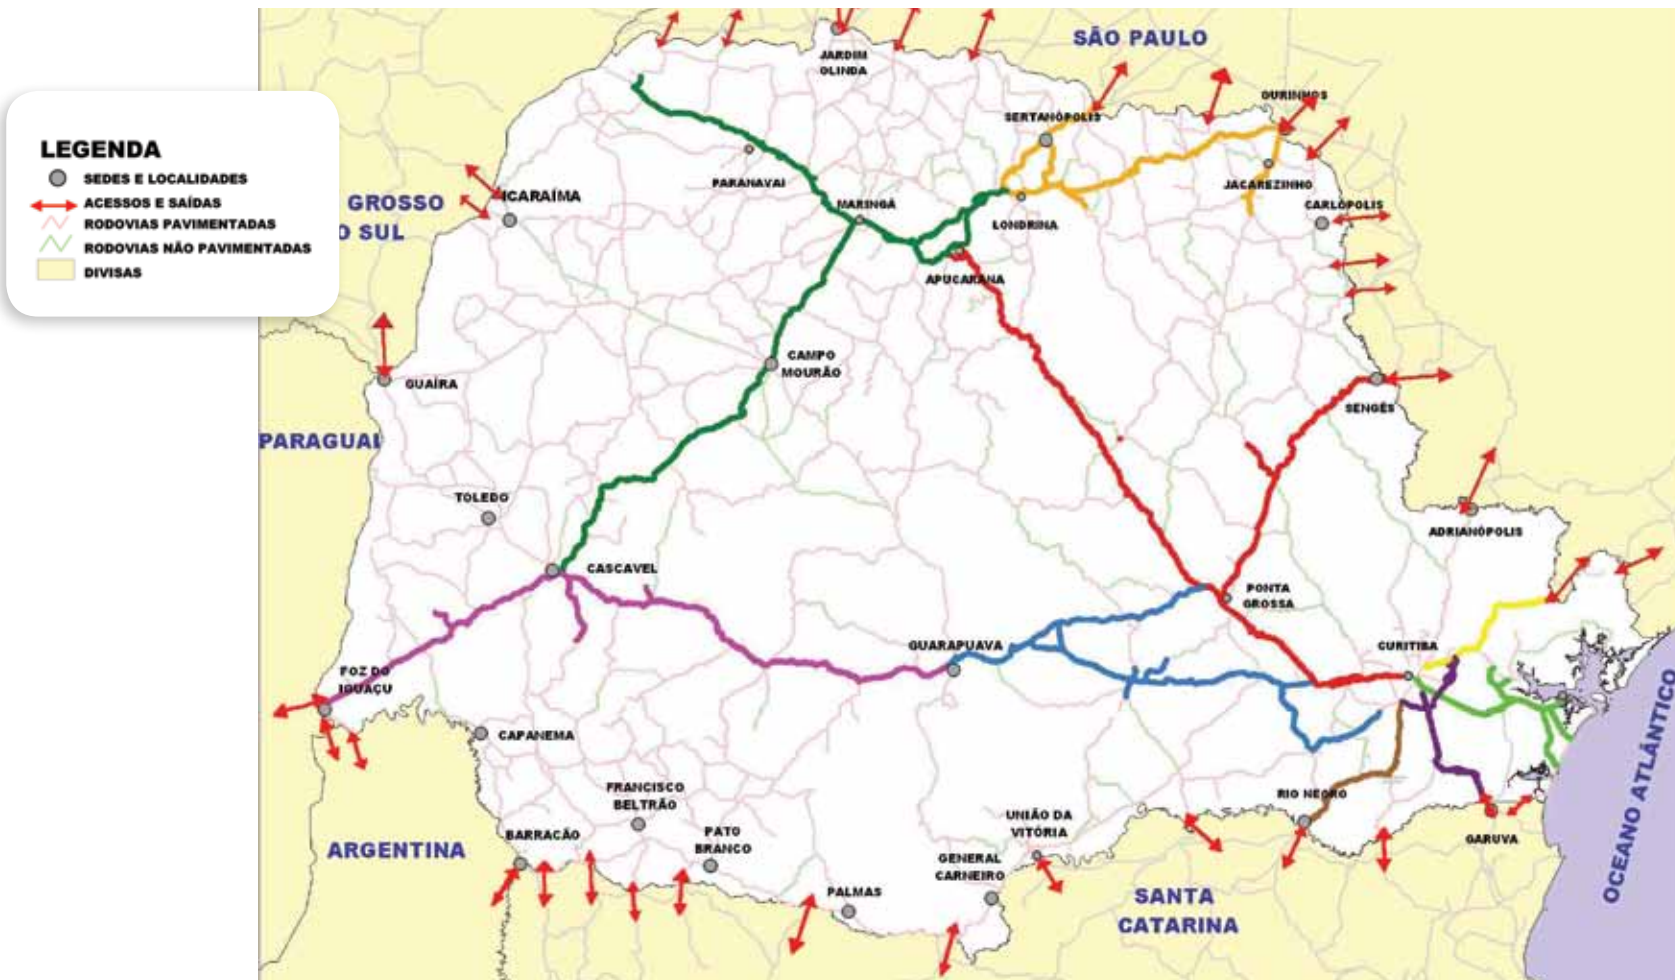 SÃO PAULO
JARDIM
OLINDA
OURINHOS
SERTANÓPOLIS
LEGENDA
SEDES E LOCALIDADES
ACESSOS E SAÍDAS
RODOVIAS PAVIMENTADAS
RODOVIAS NÃO PAVIMENTADAS
DIVISAS
GROSSO
O SUL
ICARAÍMA
PARANAVAI
MARINGÁ
LONDRINA
JACAREZINHO
CARLÓPOLIS
APUCARANA
CAMPO
MOURÃO
GUAÍRA
SENGÉS
PARAGUAI
TOLEDO
ADRIANÓPOLIS
CASCAVEL
PONTA
GROSSA
GUARAPUAVA
CURITIBA
FOZ DO
IGUAÇU
CAPANEMA
FRANCISCO
BELTRÃO
BARRACÃO
PATO
BRANCO
UNIÃO DA
VITÓRIA
RIO NEGRO
GARUVA
GENERAL
CARNEIRO
PALMAS
ARGENTINA
SANTA
CATARINA
OCEANO ATLÂNTICO